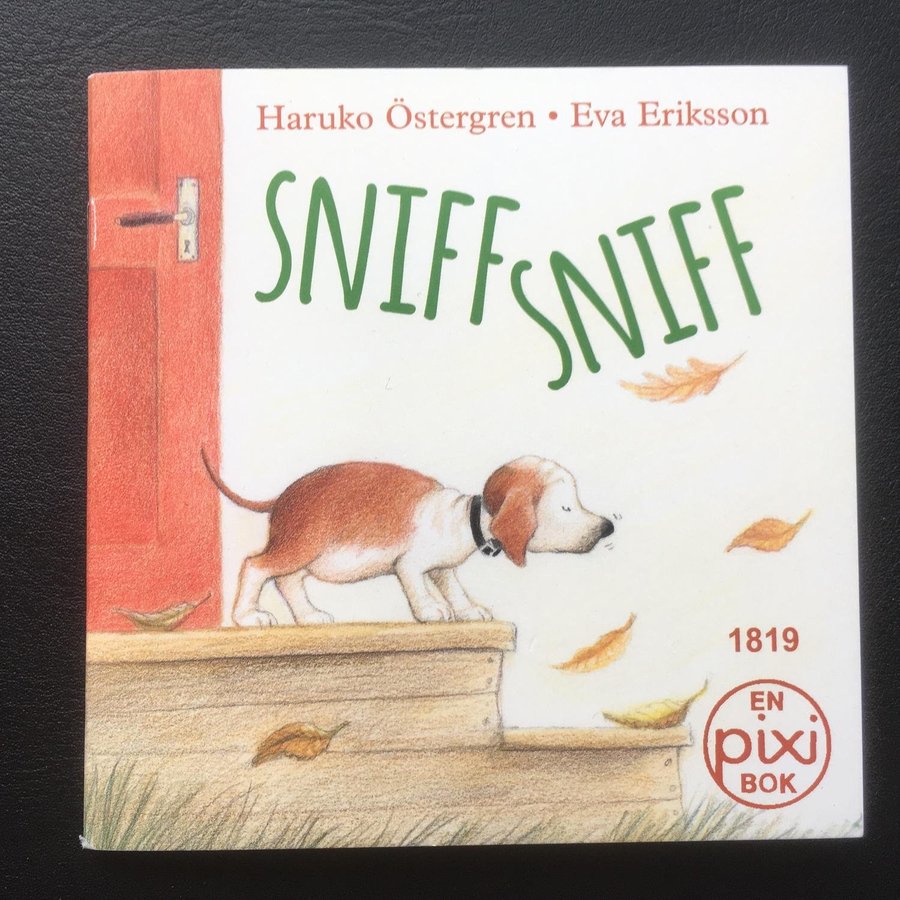 Haruko Östergren • Eva Eriksson
SNIFF SNIFF
1819
EN
pixi
BOK